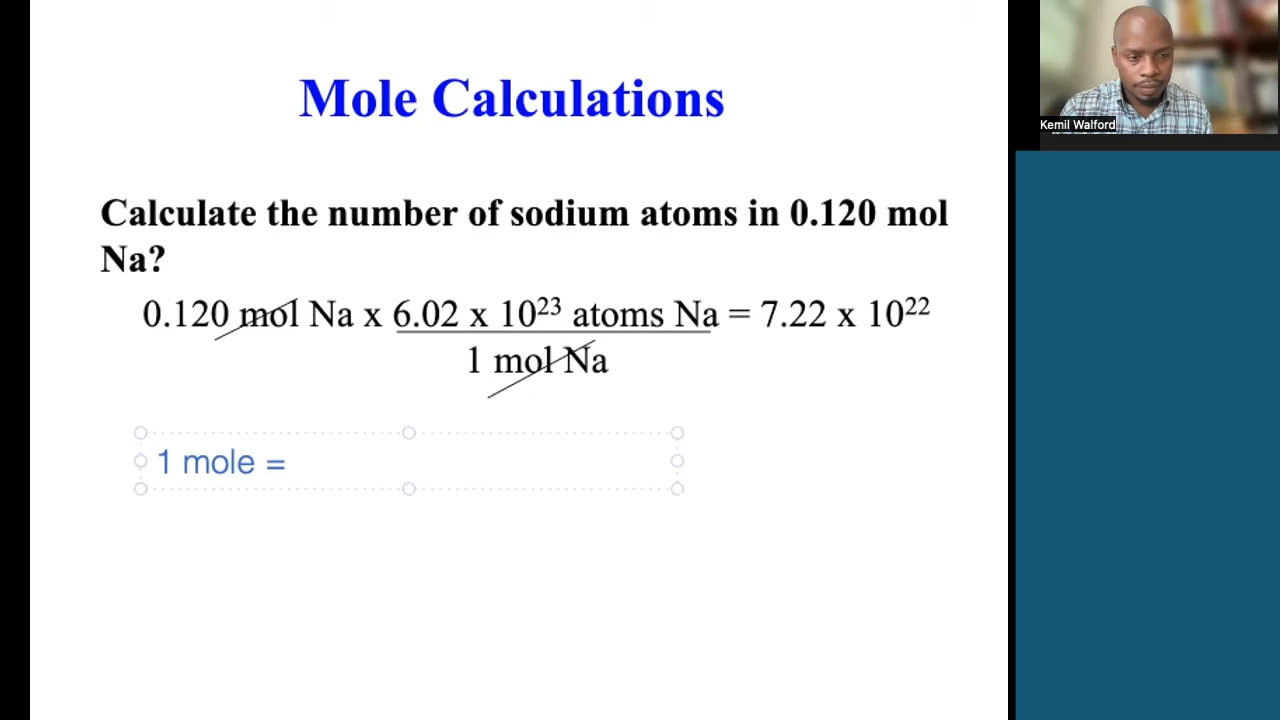 Mole Calculations
Kemil Walford
Calculate the number of sodium atoms in 0.120 mol
Na?
0.120 mol Na x 6.02 x 10²³ atoms Na = 7.22 x 10²²
1 mol Na
1 mole =